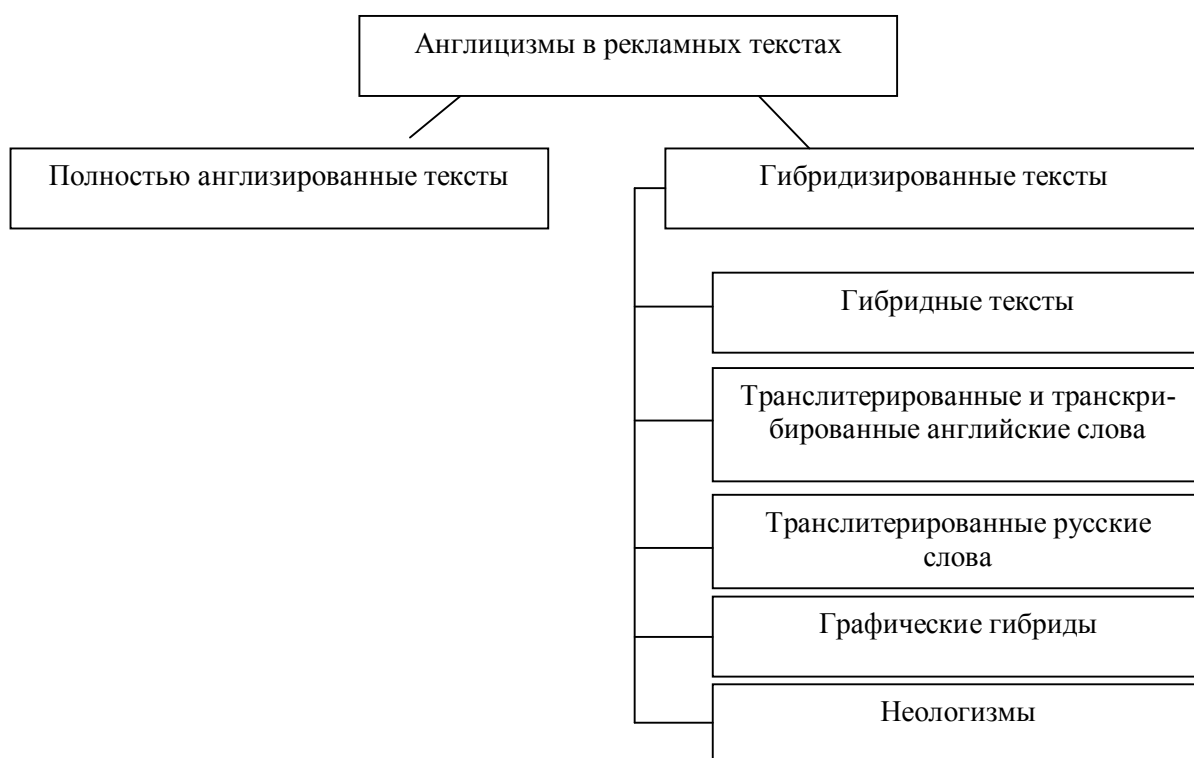 Англицизмы в рекламных текстах
Полностью англизированные тексты
Гибридизированные тексты
Гибридные тексты
Транслитерированные и транскри-
бированные английские слова
Транслитерированные русские
слова
Графические гибриды
Неологизмы